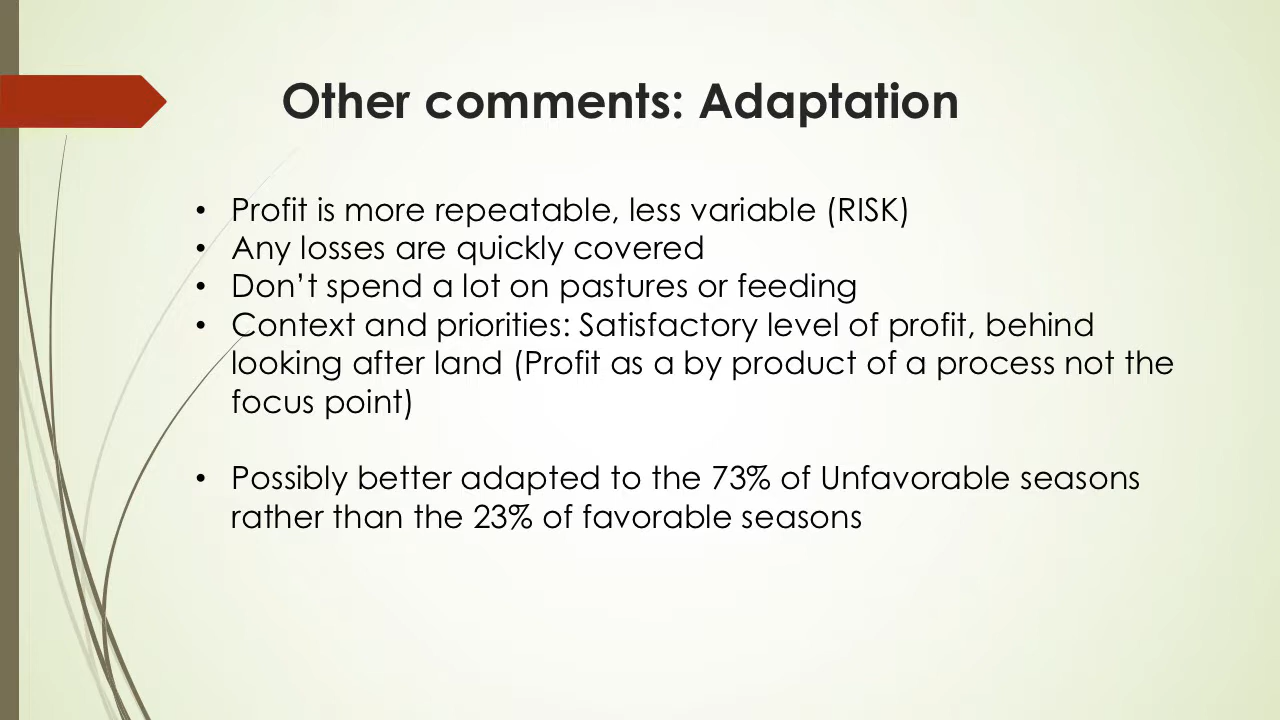 Other comments: Adaptation
• Profit is more repeatable, less variable (RISK)
• Any losses are quickly covered
• Don’t spend a lot on pastures or feeding
• Context and priorities: Satisfactory level of profit, behind
looking after land (Profit as a by product of a process not the
focus point)
• Possibly better adapted to the 73% of Unfavorable seasons
rather than the 23% of favorable seasons